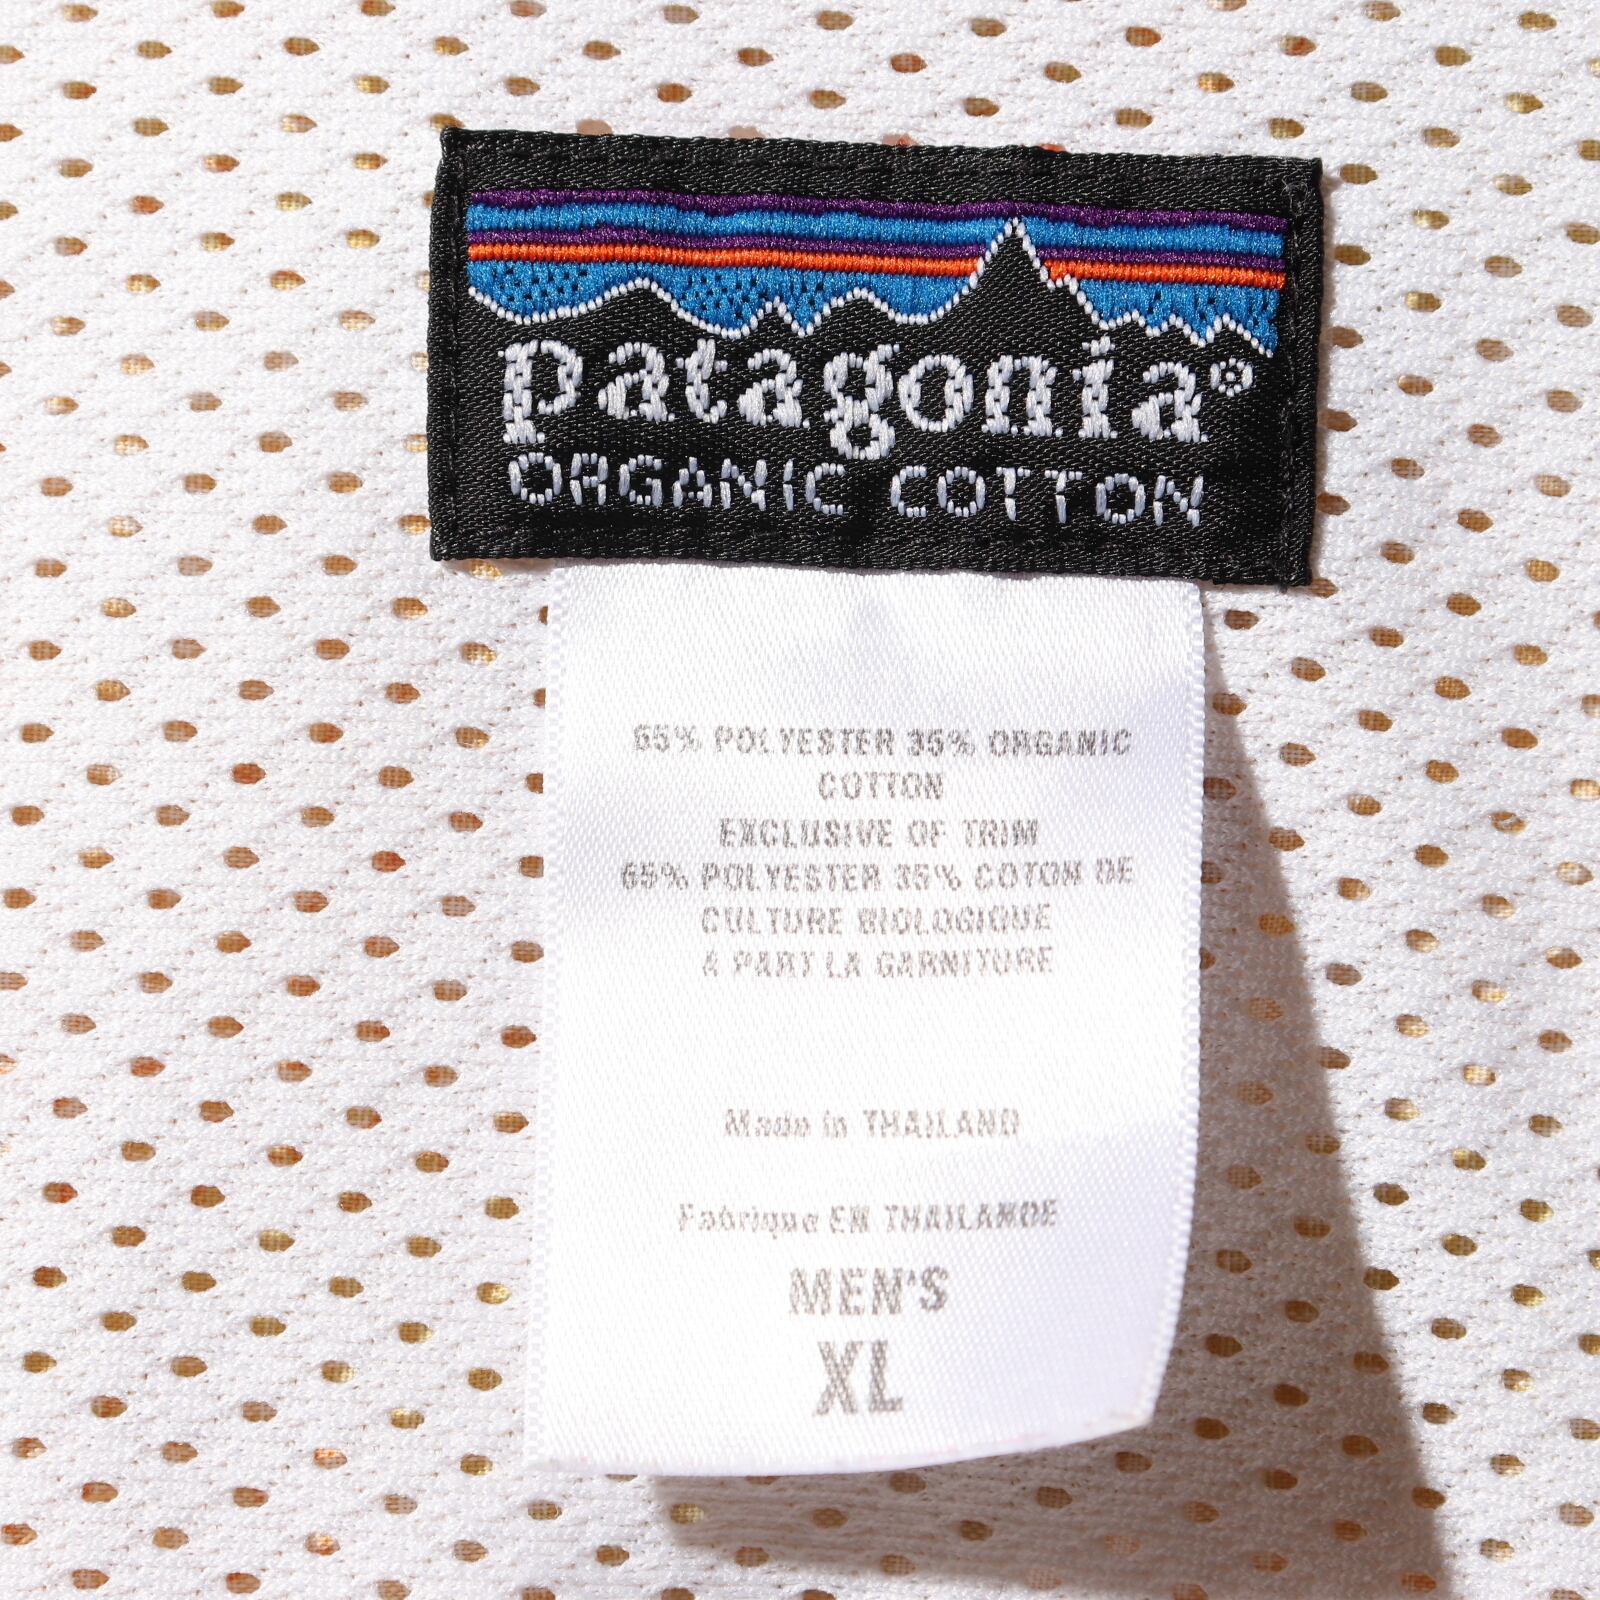 patagonia®
ORGANIC COTTON
65% POLYESTER 35% ORGANIC
COTTON
EXCLUSIVE OF TRIM
65% POLYESTER 35% COTON DE
CULTURE BIOLOGIQUE
A PART LA GARNITURE
Made in THAILAND
Fabrique EN THAILANDE
MEN'S
XL